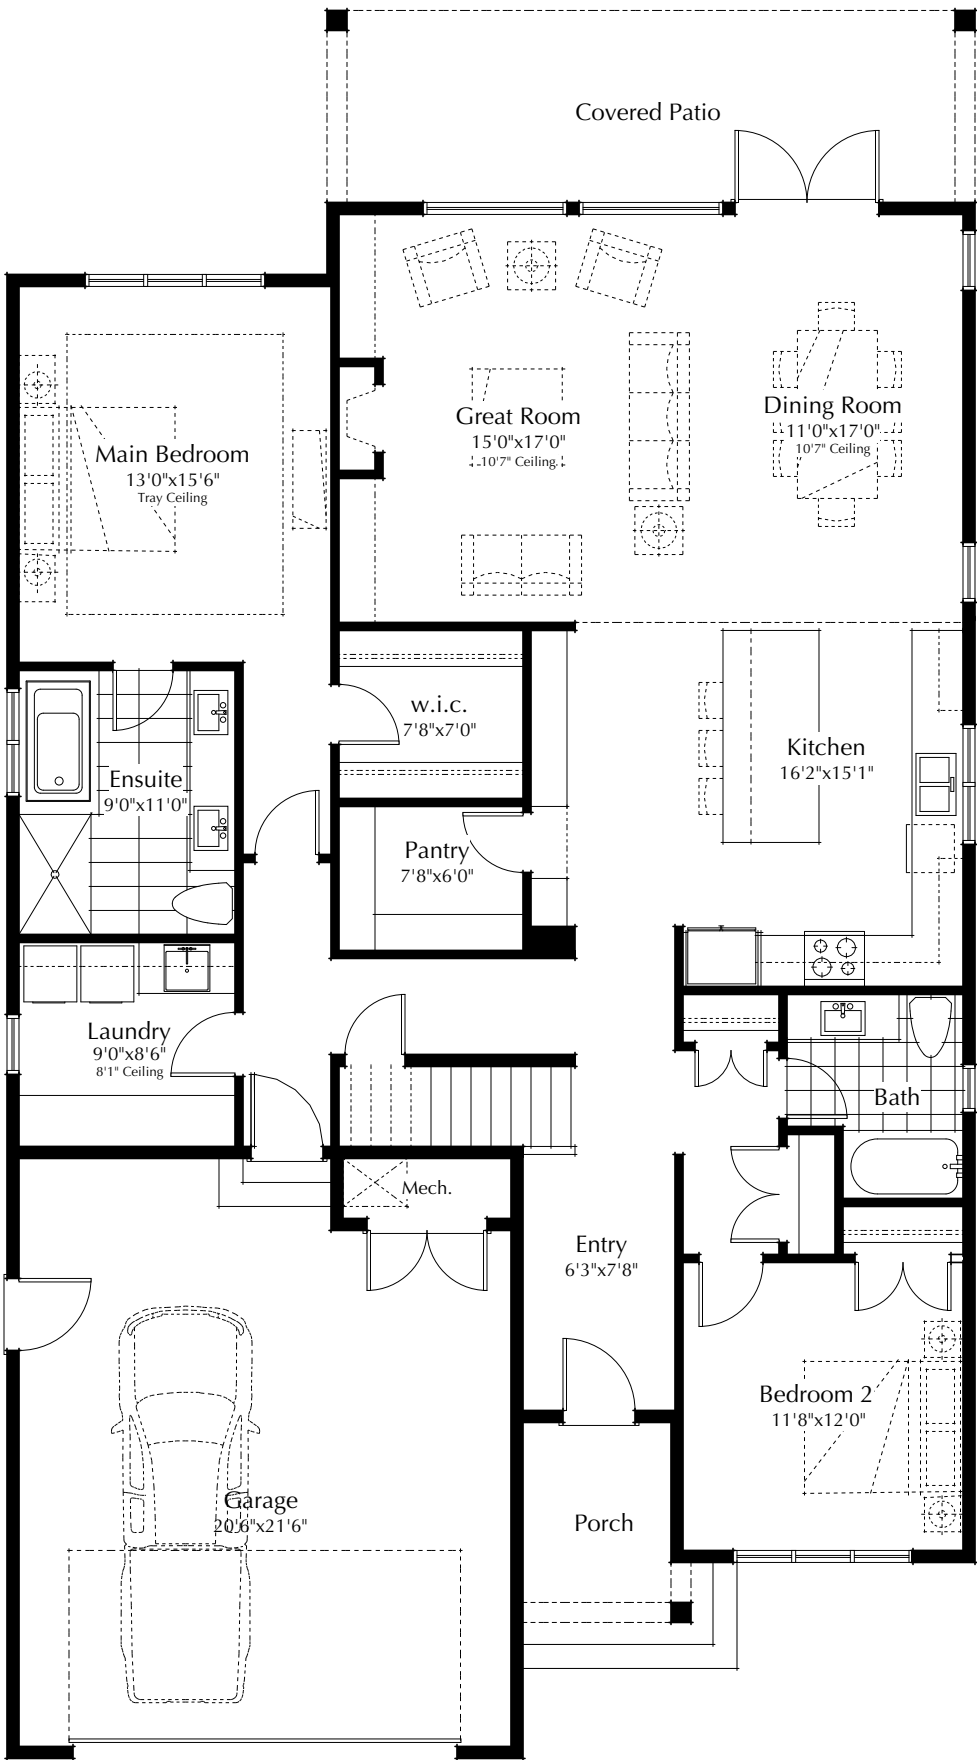 Covered Patio
Great Room
15'0"x17'0"
10'7" Ceiling
Dining Room
11'0"x17'0"
10'7" Ceiling
Main Bedroom
13'0"x15'6"
Tray Ceiling
w.i.c.
7'8"x7'0"
Kitchen
16'2"x15'1"
Ensuite
9'0"x11'0"
Pantry
7'8"x6'0"
Laundry
9'0"x8'6"
8'1" Ceiling
Bath
Mech.
Entry
6'3"x7'8"
Bedroom 2
11'8"x12'0"
Garage
20'6"x21'6"
Porch